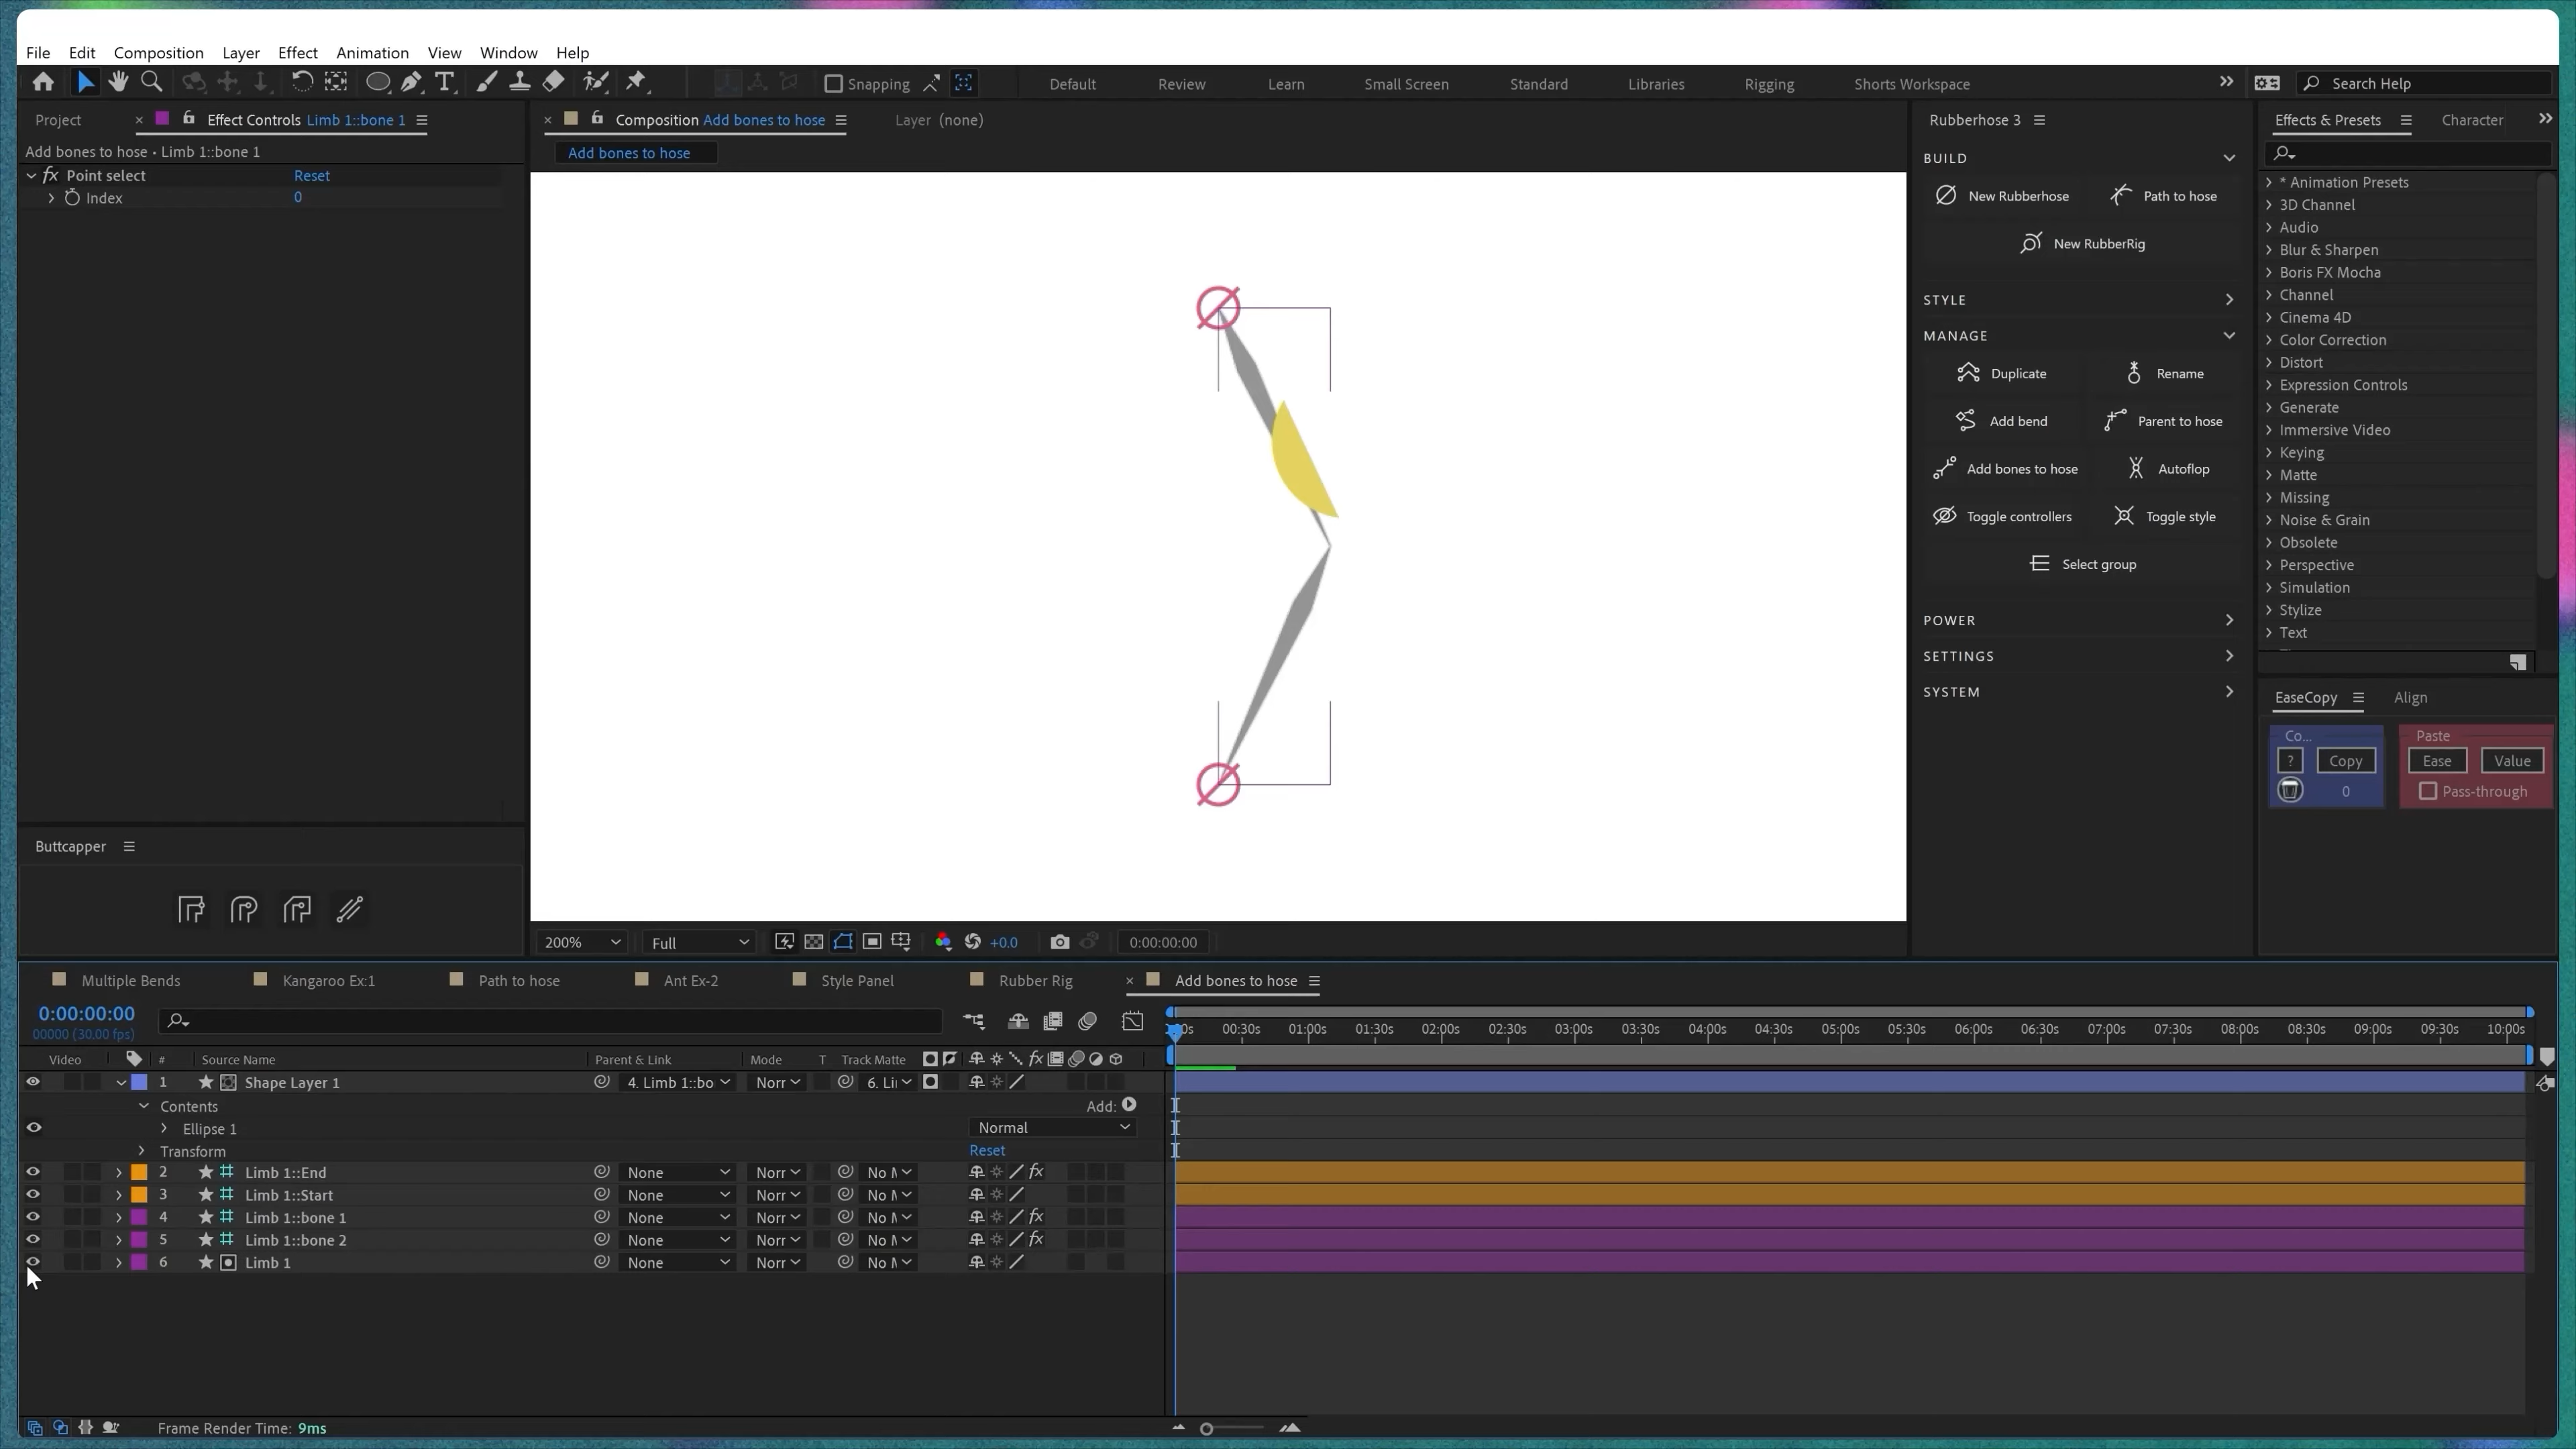 File Edit Composition Layer Effect Animation View Window Help
Snapping Default Review Learn Small Screen Standard Libraries Rigging Shorts Workspace Search Help
Project Effect Controls Limb 1::bone 1
Add bones to hose • Limb 1::bone 1
fx Point select Reset
Index 0
Composition Add bones to hose Layer (none)
Add bones to hose
Rubberhose 3
BUILD
New Rubberhose Path to hose
New RubberRig
STYLE
MANAGE
Duplicate Rename
Add bend Parent to hose
Add bones to hose Autoflop
Toggle controllers Toggle style
Select group
POWER
SETTINGS
SYSTEM
Effects & Presets Character
* Animation Presets
3D Channel
Audio
Blur & Sharpen
Boris FX Mocha
Channel
Cinema 4D
Color Correction
Distort
Expression Controls
Generate
Immersive Video
Keying
Matte
Missing
Noise & Grain
Obsolete
Perspective
Simulation
Stylize
Text
EaseCopy Align
Co... Paste
? Copy Ease Value
0 Pass-through
Buttcapper
200% Full +0.0 0:00:00:00
Multiple Bends Kangaroo Ex:1 Path to hose Ant Ex-2 Style Panel Rubber Rig Add bones to hose
0:00:00:00
00000 (30.00 fps)
00:30s 01:00s 01:30s 02:00s 02:30s 03:00s 03:30s 04:00s 04:30s 05:00s 05:30s 06:00s 06:30s 07:00s 07:30s 08:00s 08:30s 09:00s 09:30s 10:00s
Video # Source Name Parent & Link Mode T Track Matte fx
1 Shape Layer 1 4. Limb 1::bo Norr 6. Li
Contents Add:
Ellipse 1 Normal
Transform Reset
2 Limb 1::End None Norr No fx
3 Limb 1::Start None Norr No
4 Limb 1::bone 1 None Norr No fx
5 Limb 1::bone 2 None Norr No fx
6 Limb 1 None Norr No
Frame Render Time: 9ms